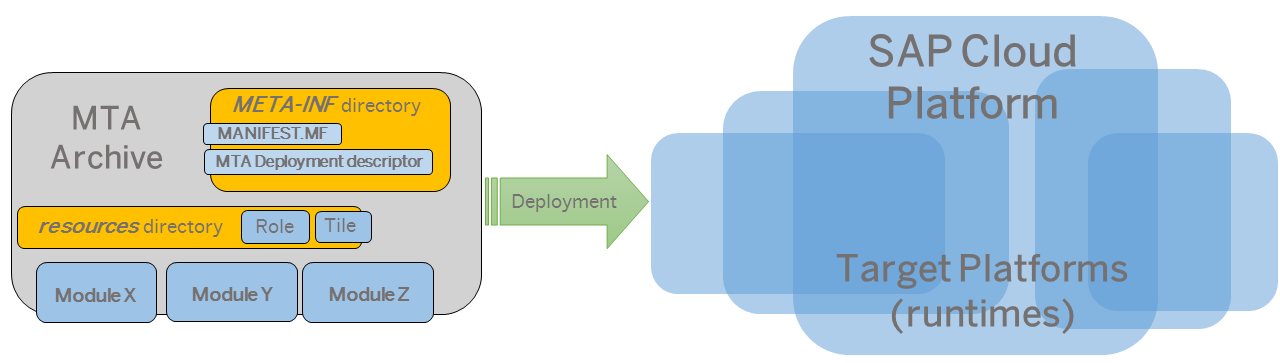 MTA
Archive
META-INF directory
MANIFEST.MF
MTA Deployment descriptor
resources directory
Role
Tile
Module X
Module Y
Module Z
Deployment
SAP Cloud
Platform
Target Platforms
(runtimes)